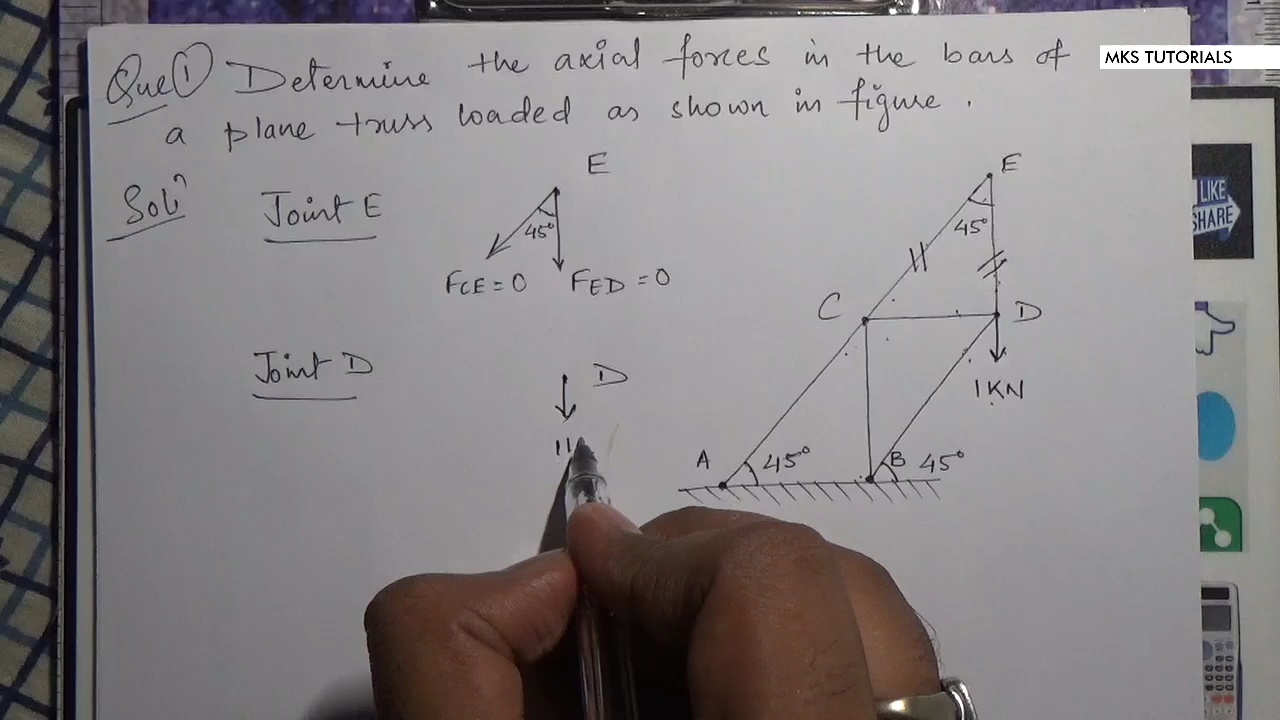 MKS TUTORIALS
Que 1 Determine the axial forces in the bars of
a plane truss loaded as shown in figure.
Solⁿ Joint E
E
45°
FCE = 0 FED = 0
Joint D
D
E
45°
C
D
1KN
A 45° B 45°
LIKE
SHARE